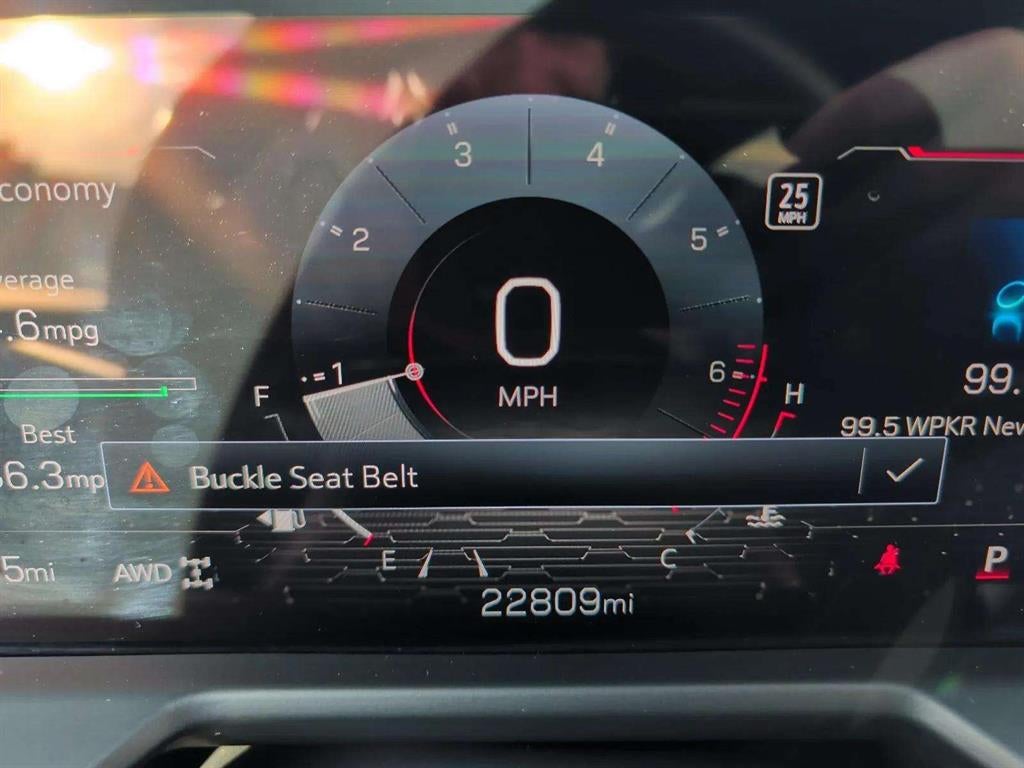 3 4
25
MPH
conomy
2 5
verage
0
.6mpg
1 6
F H
99.
MPH
99.5 WPKR New
Best
6.3mp
Buckle Seat Belt
E C
5mi AWD P
22809mi